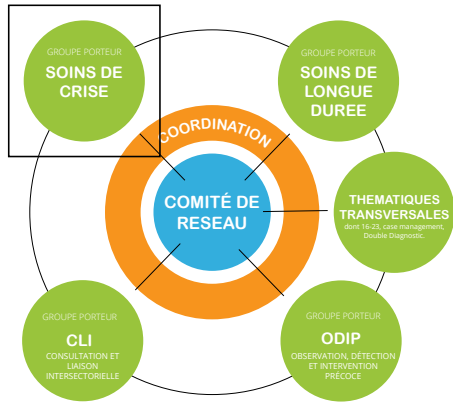 GROUPE PORTEUR
SOINS DE
CRISE
GROUPE PORTEUR
SOINS DE
LONGUE
DUREE
COORDINATION
COMITÉ DE
RESEAU
THEMATIQUES
TRANSVERSALES
dont 16-23, case management,
Double Diagnostic.
GROUPE PORTEUR
CLI
CONSULTATION ET
LIAISON
INTERSECTORIELLE
GROUPE PORTEUR
ODIP
OBSERVATION, DÉTECTION
ET INTERVENTION
PRÉCOCE